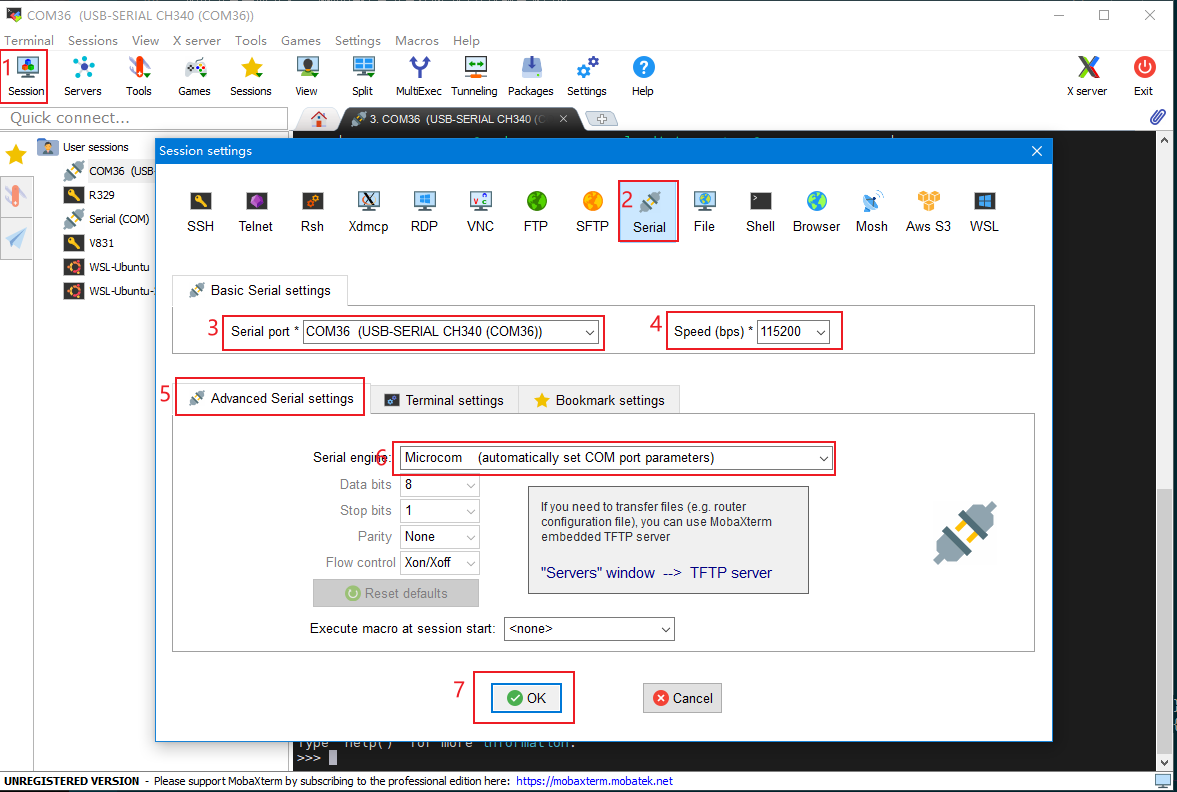 COM36 (USB-SERIAL CH340 (COM36))
Terminal Sessions View X server Tools Games Settings Macros Help
1
Session Servers Tools Games Sessions View Split MultiExec Tunneling Packages Settings Help X server Exit
Quick connect...
3. COM36 (USB-SERIAL CH340 (C
User sessions
COM36 (USB-
R329
Serial (COM)
V831
WSL-Ubuntu
WSL-Ubuntu-
Session settings
2
SSH Telnet Rsh Xdmcp RDP VNC FTP SFTP Serial File Shell Browser Mosh Aws S3 WSL
Basic Serial settings
3 Serial port * COM36 (USB-SERIAL CH340 (COM36)) 4 Speed (bps) * 115200
5 Advanced Serial settings Terminal settings Bookmark settings
Serial engine: 6 Microcom (automatically set COM port parameters)
Data bits 8
Stop bits 1
Parity None
Flow control Xon/Xoff
Reset defaults
If you need to transfer files (e.g. router
configuration file), you can use MobaXterm
embedded TFTP server
"Servers" window --> TFTP server
Execute macro at session start: <none>
7 OK Cancel
Type "help()" for more information.
>>>
UNREGISTERED VERSION - Please support MobaXterm by subscribing to the professional edition here: https://mobaxterm.mobatek.net